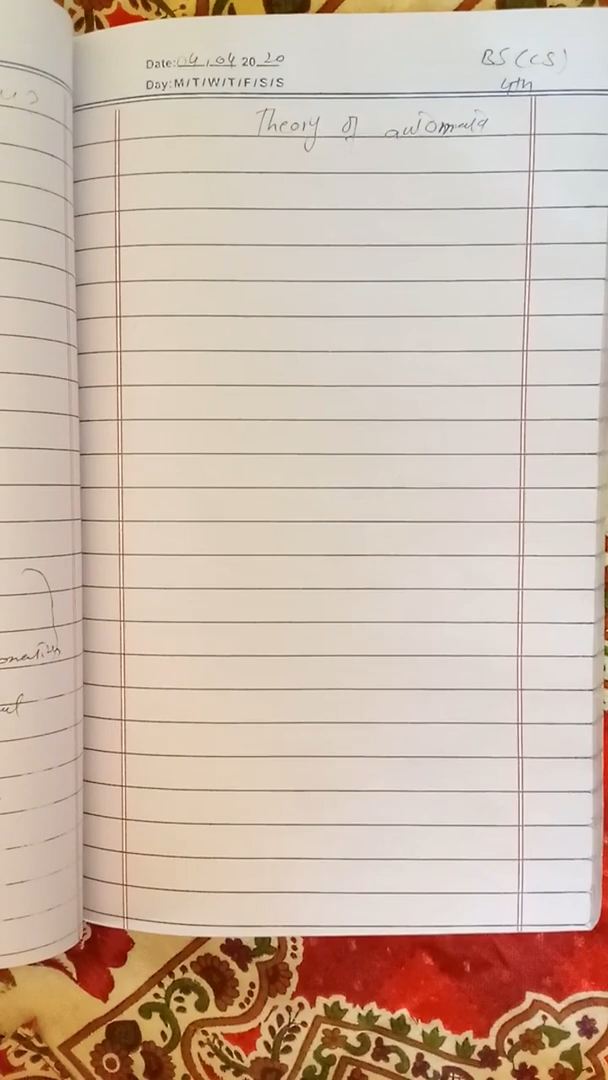 Date: 04, 04 20 20
BS (CS)
Day: M/T/W/T/F/S/S
4th
Theory of automata